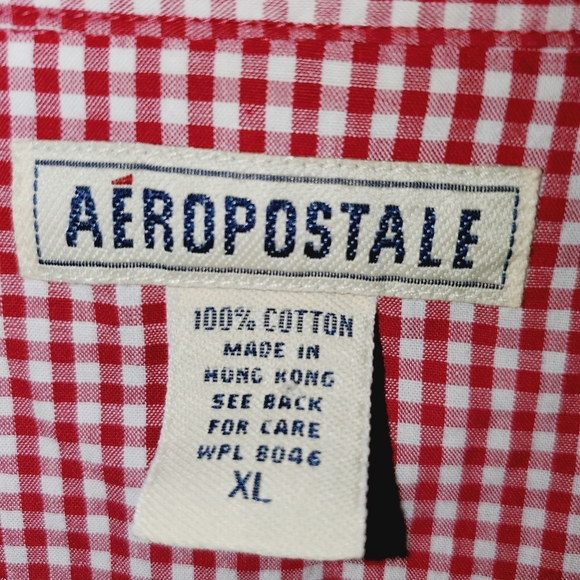 AÉROPOSTALE
100% COTTON
MADE IN
HONG KONG
SEE BACK
FOR CARE
WPL 8046
XL